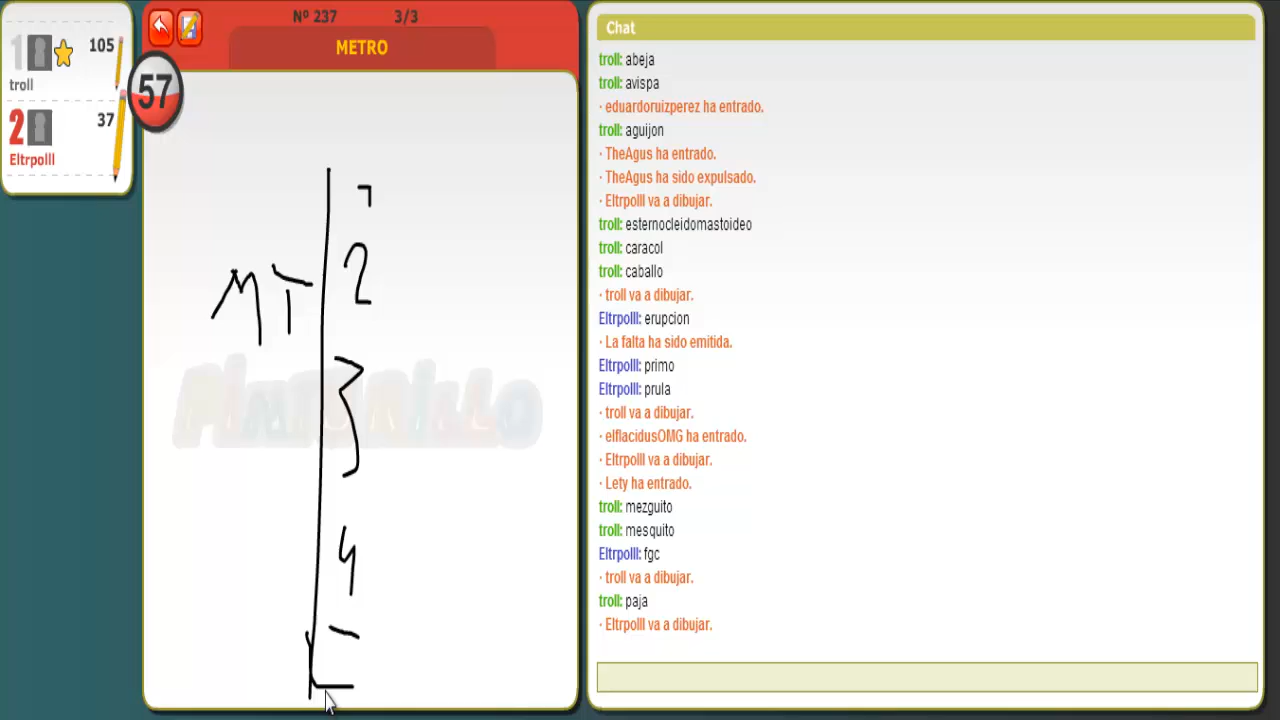 1 105
troll
2 37
Eltrpolll
57
Nº 237 3/3
METRO
1
2
MT
3
4
PINTURILLO
Chat
troll: abeja
troll: avispa
· eduardoruizperez ha entrado.
troll: aguijon
· TheAgus ha entrado.
· TheAgus ha sido expulsado.
· Eltrpolll va a dibujar.
troll: esternocleidomastoideo
troll: caracol
troll: caballo
· troll va a dibujar.
Eltrpolll: erupcion
· La falta ha sido emitida.
Eltrpolll: primo
Eltrpolll: prula
· troll va a dibujar.
· elflacidusOMG ha entrado.
· Eltrpolll va a dibujar.
· Lety ha entrado.
troll: mezguito
troll: mesquito
Eltrpolll: fgc
· troll va a dibujar.
troll: paja
· Eltrpolll va a dibujar.